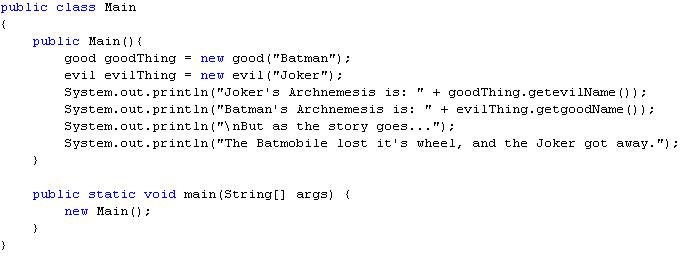 public class Main
{
    public Main(){
        good goodThing = new good("Batman");
        evil evilThing = new evil("Joker");
        System.out.println("Joker's Archnemesis is: " + goodThing.getevilName());
        System.out.println("Batman's Archnemesis is: " + evilThing.getgoodName());
        System.out.println("\nBut as the story goes...");
        System.out.println("The Batmobile lost it's wheel, and the Joker got away.");
    }

    public static void main(String[] args) {
        new Main();
    }
}